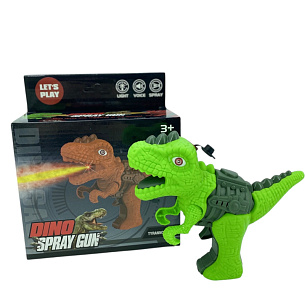 LET'S
PLAY
LIGHT
VOICE
SPRAY
3+
DINO
SPRAY GUN